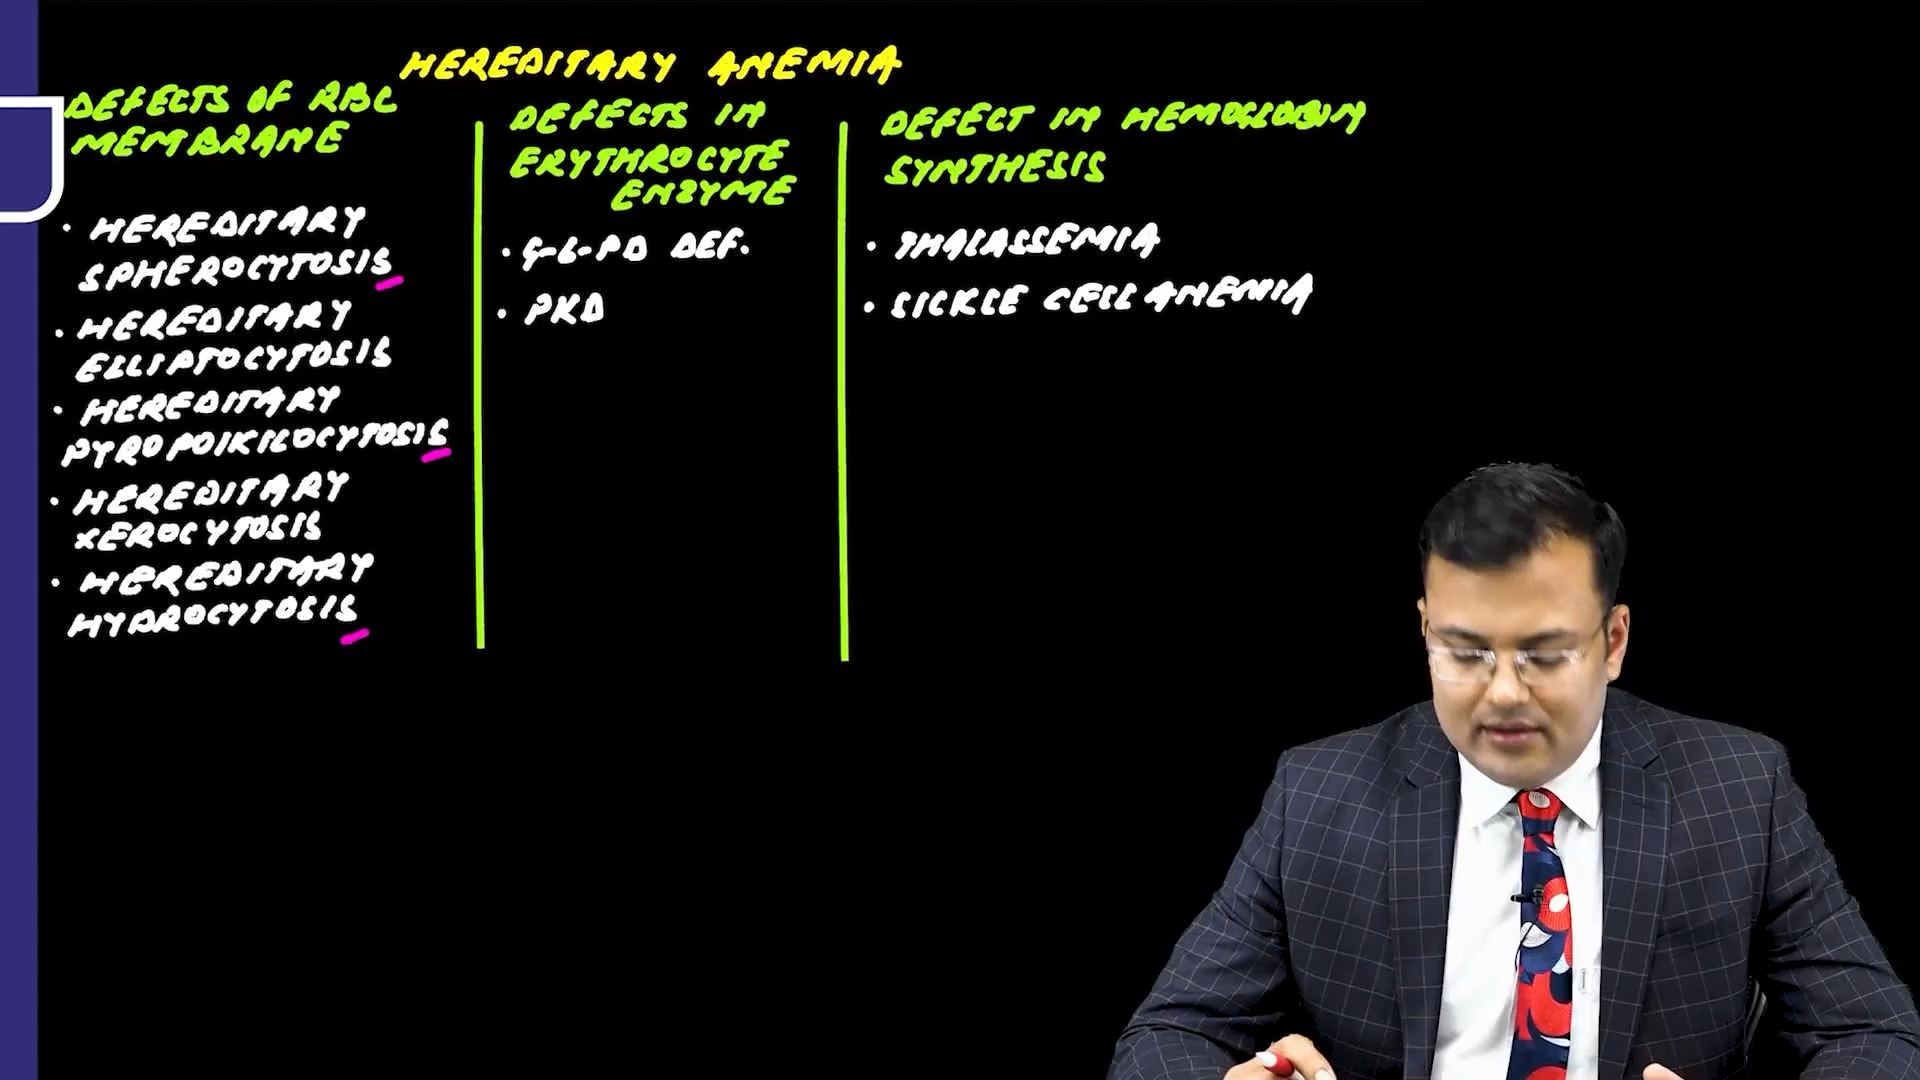 HEREDITARY ANEMIA
DEFECTS OF RBC
MEMBRANE
• HEREDITARY
SPHEROCYTOSIS
• HEREDITARY
ELLIPTOCYTOSIS
• HEREDITARY
PYROPOIKILOCYTOSIS
• HEREDITARY
XEROCYTOSIS
• HEREDITARY
HYDROCYTOSIS
DEFECTS IN
ERYTHROCYTE
ENZYME
• G-6-PD DEF.
• PKD
DEFECT IN HEMOGLOBIN
SYNTHESIS
• THALASSEMIA
• SICKLE CELL ANEMIA